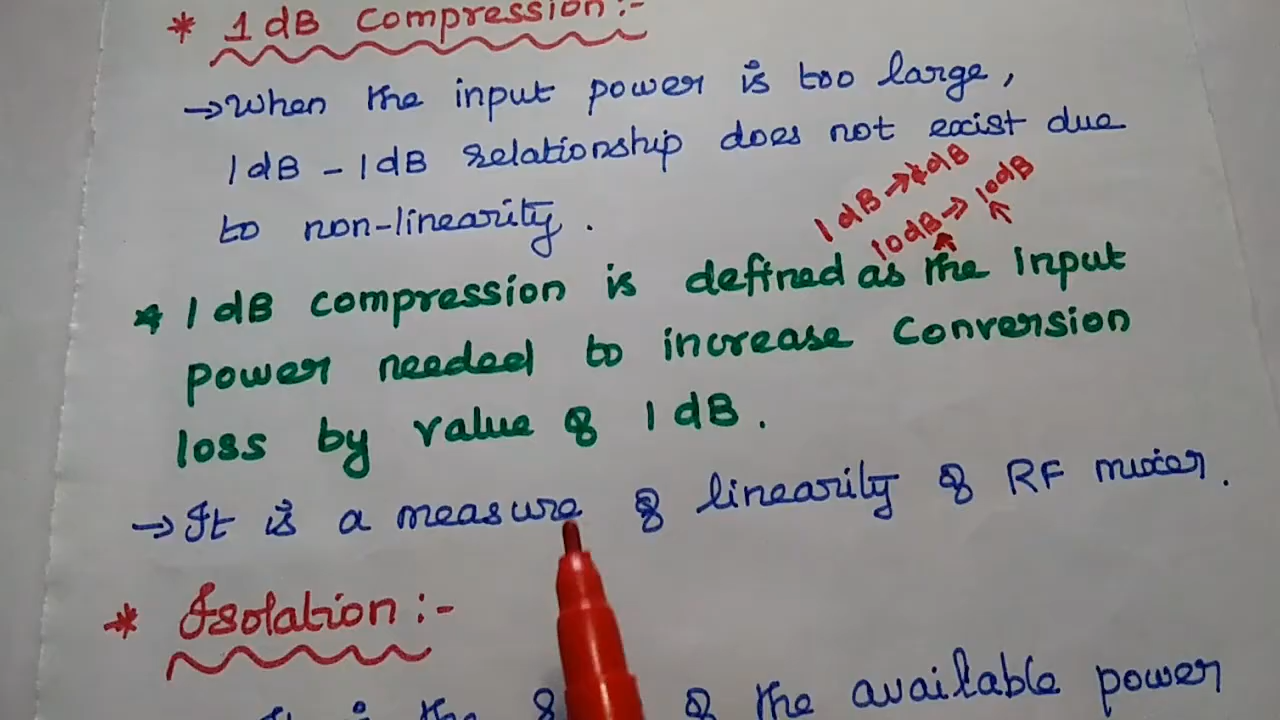 * 1 dB Compression:-
→ When the input power is too large,
1 dB - 1 dB relationship does not exist due
to non-linearity.
1 dB → 1 dB
10 dB → 10 dB
* 1 dB compression is defined as the input
power needed to increase conversion
loss by value of 1 dB.
→ It is a measure of linearity of RF mixer.
* Isolation:-
It is the of the available power